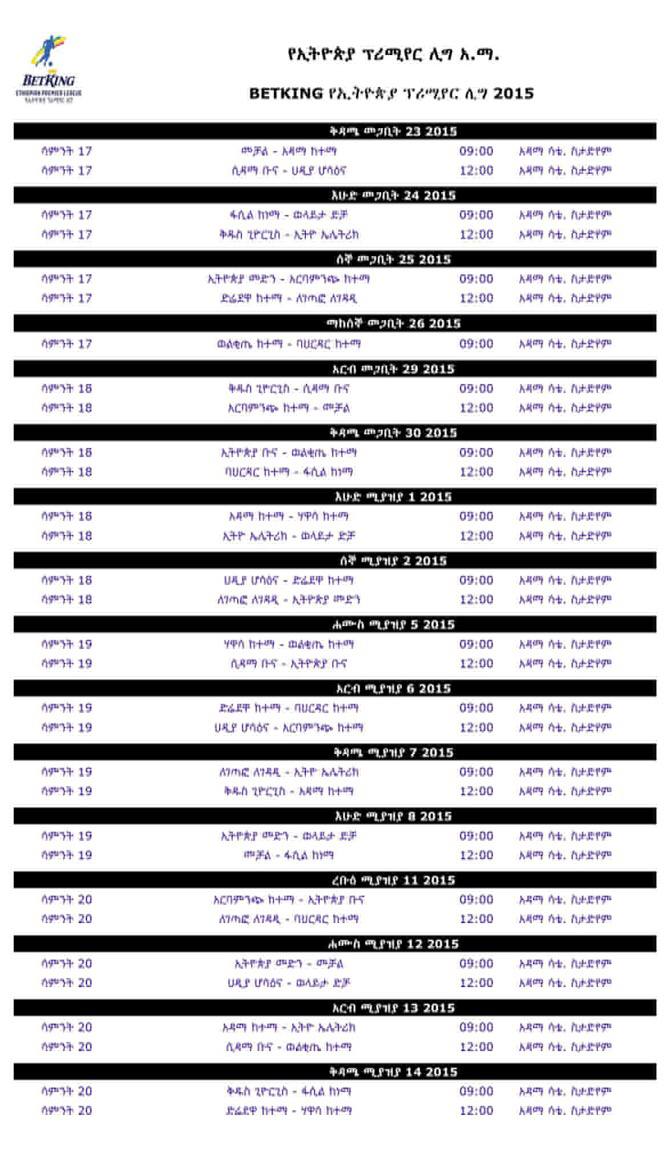 BETKING
ETHIOPIAN PREMIER LEAGUE
የኢትዮጵያ ፕሪሚየር ሊግ አ.ማ.
BETKING የኢትዮጵያ ፕሪሚየር ሊግ 2015
ቅዳሜ መጋቢት 23 2015
ሳምንት 17 መቻል - አዳማ ከተማ 09:00 አዳማ ሳቴ. ስታድየም
ሳምንት 17 ሲዳማ ቡና - ሀዲያ ሆሳዕና 12:00 አዳማ ሳቴ. ስታድየም
እሁድ መጋቢት 24 2015
ሳምንት 17 ፋሲል ከነማ - ወላይታ ድቻ 09:00 አዳማ ሳቴ. ስታድየም
ሳምንት 17 ቅዱስ ጊዮርጊስ - ኢትዮ ኤሌትሪክ 12:00 አዳማ ሳቴ. ስታድየም
ሰኞ መጋቢት 25 2015
ሳምንት 17 ኢትዮጵያ መድን - አርባምንጭ ከተማ 09:00 አዳማ ሳቴ. ስታድየም
ሳምንት 17 ድሬደዋ ከተማ - ለገጣፎ ለገዳዲ 12:00 አዳማ ሳቴ. ስታድየም
ማክሰኞ መጋቢት 26 2015
ሳምንት 17 ወልቂጤ ከተማ - ባህርዳር ከተማ 09:00 አዳማ ሳቴ. ስታድየም
አርብ መጋቢት 29 2015
ሳምንት 18 ቅዱስ ጊዮርጊስ - ሲዳማ ቡና 09:00 አዳማ ሳቴ. ስታድየም
ሳምንት 18 አርባምንጭ ከተማ - መቻል 12:00 አዳማ ሳቴ. ስታድየም
ቅዳሜ መጋቢት 30 2015
ሳምንት 18 ኢትዮጵያ ቡና - ወልቂጤ ከተማ 09:00 አዳማ ሳቴ. ስታድየም
ሳምንት 18 ባህርዳር ከተማ - ፋሲል ከነማ 12:00 አዳማ ሳቴ. ስታድየም
እሁድ ሚያዝያ 1 2015
ሳምንት 18 አዳማ ከተማ - ሃዋሳ ከተማ 09:00 አዳማ ሳቴ. ስታድየም
ሳምንት 18 ኢትዮ ኤሌትሪክ - ወላይታ ድቻ 12:00 አዳማ ሳቴ. ስታድየም
ሰኞ ሚያዝያ 2 2015
ሳምንት 18 ሀዲያ ሆሳዕና - ድሬደዋ ከተማ 09:00 አዳማ ሳቴ. ስታድየም
ሳምንት 18 ለገጣፎ ለገዳዲ - ኢትዮጵያ መድን 12:00 አዳማ ሳቴ. ስታድየም
ሐሙስ ሚያዝያ 5 2015
ሳምንት 19 ሃዋሳ ከተማ - ወልቂጤ ከተማ 09:00 አዳማ ሳቴ. ስታድየም
ሳምንት 19 ሲዳማ ቡና - ኢትዮጵያ ቡና 12:00 አዳማ ሳቴ. ስታድየም
አርብ ሚያዝያ 6 2015
ሳምንት 19 ድሬደዋ ከተማ - ባህርዳር ከተማ 09:00 አዳማ ሳቴ. ስታድየም
ሳምንት 19 ሀዲያ ሆሳዕና - አርባምንጭ ከተማ 12:00 አዳማ ሳቴ. ስታድየም
ቅዳሜ ሚያዝያ 7 2015
ሳምንት 19 ለገጣፎ ለገዳዲ - ኢትዮ ኤሌትሪክ 09:00 አዳማ ሳቴ. ስታድየም
ሳምንት 19 ቅዱስ ጊዮርጊስ - አዳማ ከተማ 12:00 አዳማ ሳቴ. ስታድየም
እሁድ ሚያዝያ 8 2015
ሳምንት 19 ኢትዮጵያ መድን - ወላይታ ድቻ 09:00 አዳማ ሳቴ. ስታድየም
ሳምንት 19 መቻል - ፋሲል ከነማ 12:00 አዳማ ሳቴ. ስታድየም
ረቡዕ ሚያዝያ 11 2015
ሳምንት 20 አርባምንጭ ከተማ - ኢትዮጵያ ቡና 09:00 አዳማ ሳቴ. ስታድየም
ሳምንት 20 ለገጣፎ ለገዳዲ - ባህርዳር ከተማ 12:00 አዳማ ሳቴ. ስታድየም
ሐሙስ ሚያዝያ 12 2015
ሳምንት 20 ኢትዮጵያ መድን - መቻል 09:00 አዳማ ሳቴ. ስታድየም
ሳምንት 20 ሀዲያ ሆሳዕና - ወላይታ ድቻ 12:00 አዳማ ሳቴ. ስታድየም
አርብ ሚያዝያ 13 2015
ሳምንት 20 አዳማ ከተማ - ኢትዮ ኤሌትሪክ 09:00 አዳማ ሳቴ. ስታድየም
ሳምንት 20 ሲዳማ ቡና - ወልቂጤ ከተማ 12:00 አዳማ ሳቴ. ስታድየም
ቅዳሜ ሚያዝያ 14 2015
ሳምንት 20 ቅዱስ ጊዮርጊስ - ፋሲል ከነማ 09:00 አዳማ ሳቴ. ስታድየም
ሳምንት 20 ድሬደዋ ከተማ - ሃዋሳ ከተማ 12:00 አዳማ ሳቴ. ስታድየም